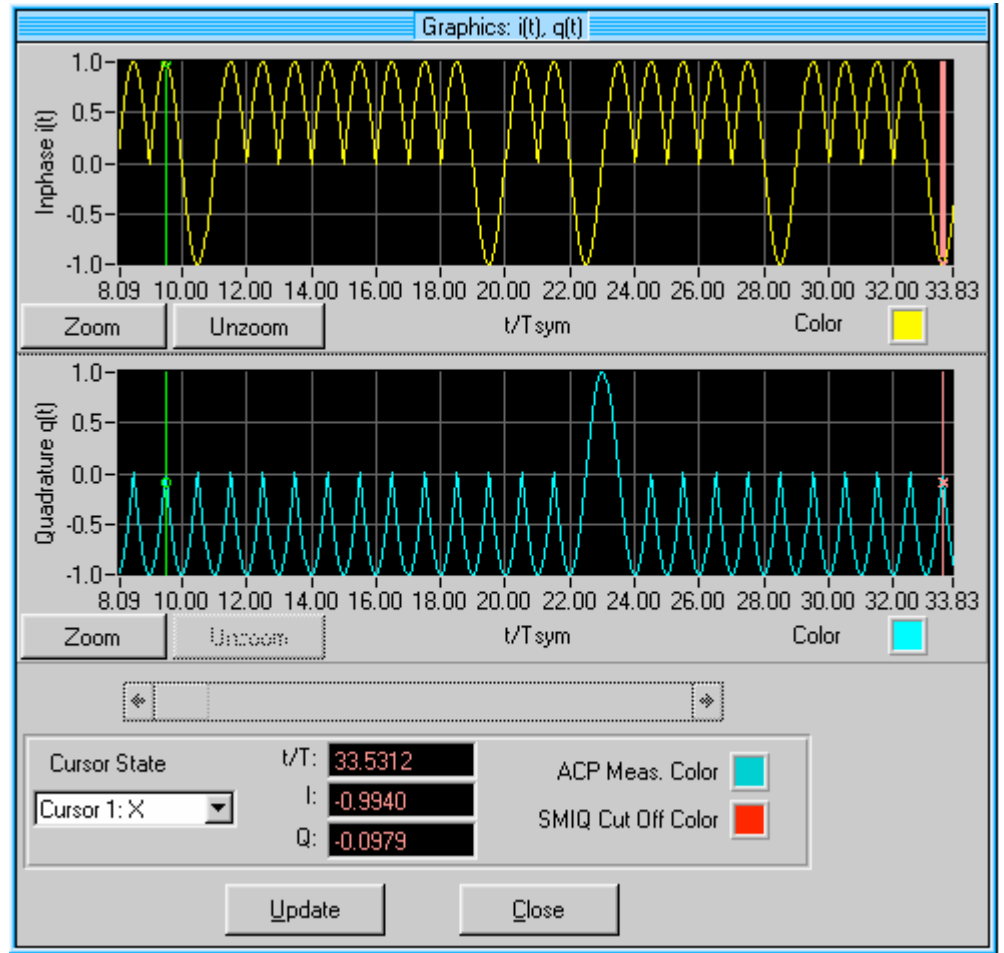 Graphics: i(t), q(t)
Inphase i(t)
1.0
0.5
0.0
-0.5
-1.0
8.09 10.00 12.00 14.00 16.00 18.00 20.00 22.00 24.00 26.00 28.00 30.00 32.00 33.83
Zoom Unzoom t/Tsym Color
Quadrature q(t)
1.0
0.5
0.0
-0.5
-1.0
8.09 10.00 12.00 14.00 16.00 18.00 20.00 22.00 24.00 26.00 28.00 30.00 32.00 33.83
Zoom Unzoom t/Tsym Color
Cursor State
Cursor 1: X
t/T: 33.5312
I: -0.9940
Q: -0.0979
ACP Meas. Color
SMIQ Cut Off Color
Update Close